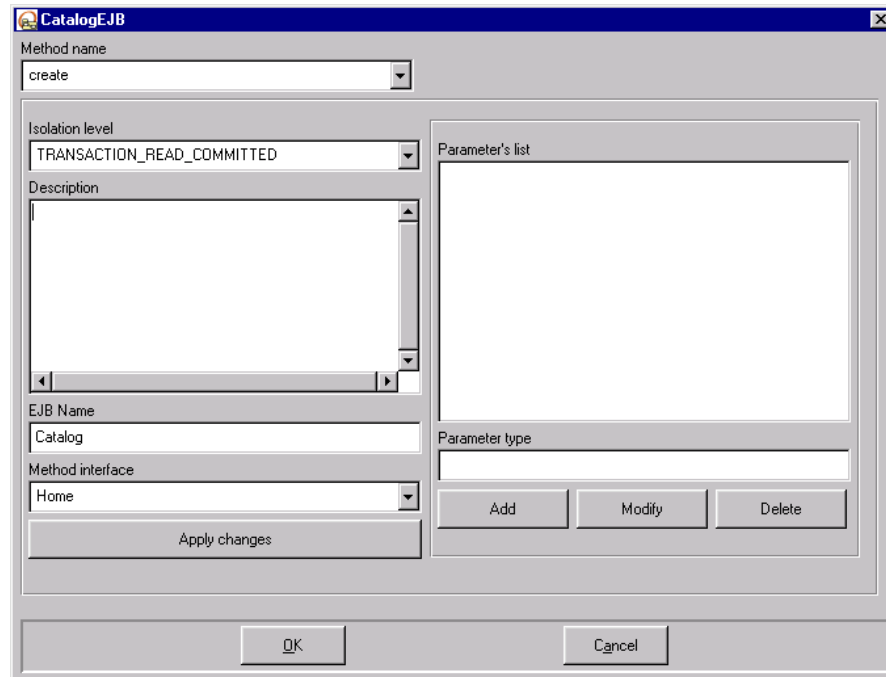 CatalogEJB
Method name
create
Isolation level
TRANSACTION_READ_COMMITTED
Description
EJB Name
Catalog
Method interface
Home
Apply changes
Parameter's list
Parameter type
Add Modify Delete
OK Cancel